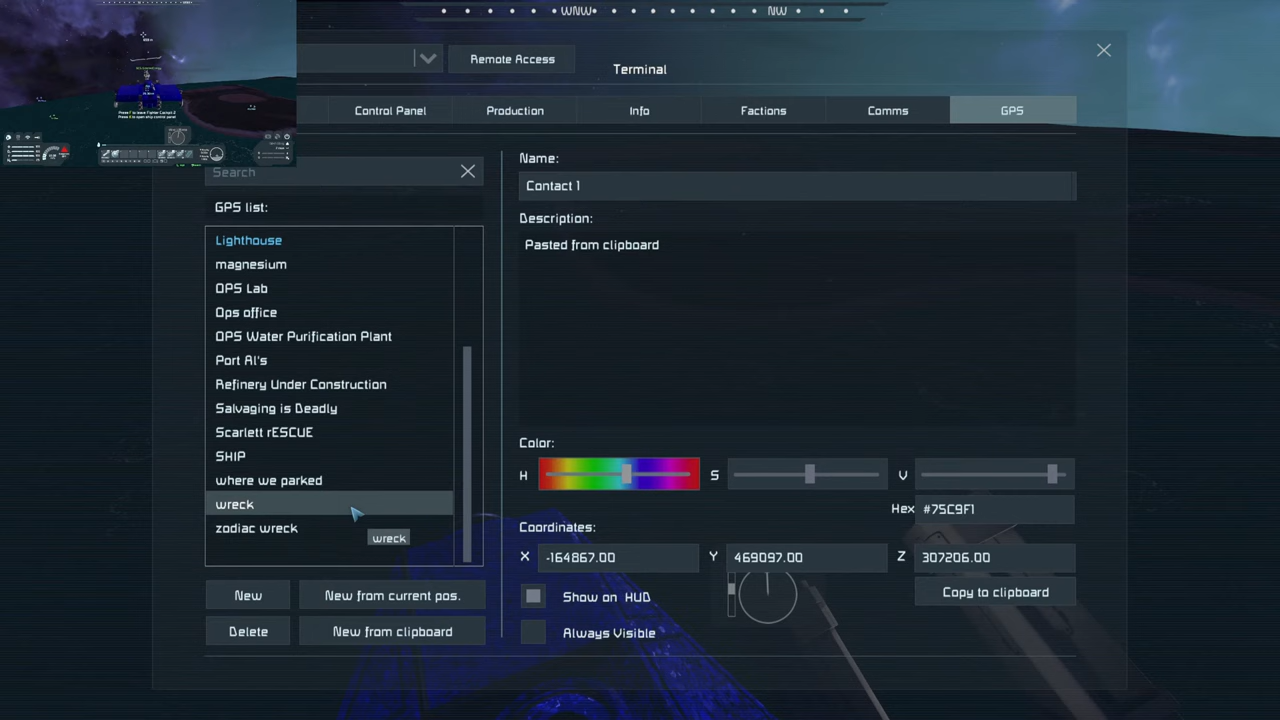 WNW
NW
Remote Access
Terminal
Control Panel
Production
Info
Factions
Comms
GPS
Search
GPS list:
Lighthouse
magnesium
OPS Lab
Ops office
OPS Water Purification Plant
Port Al's
Refinery Under Construction
Salvaging is Deadly
Scarlett rESCUE
SHIP
where we parked
wreck
zodiac wreck
wreck
New
New from current pos.
Delete
New from clipboard
Name:
Contact 1
Description:
Pasted from clipboard
Color:
H
S
V
Hex
#75C9F1
Coordinates:
X
-164867.00
Y
469097.00
Z
307206.00
Show on HUD
Copy to clipboard
Always Visible